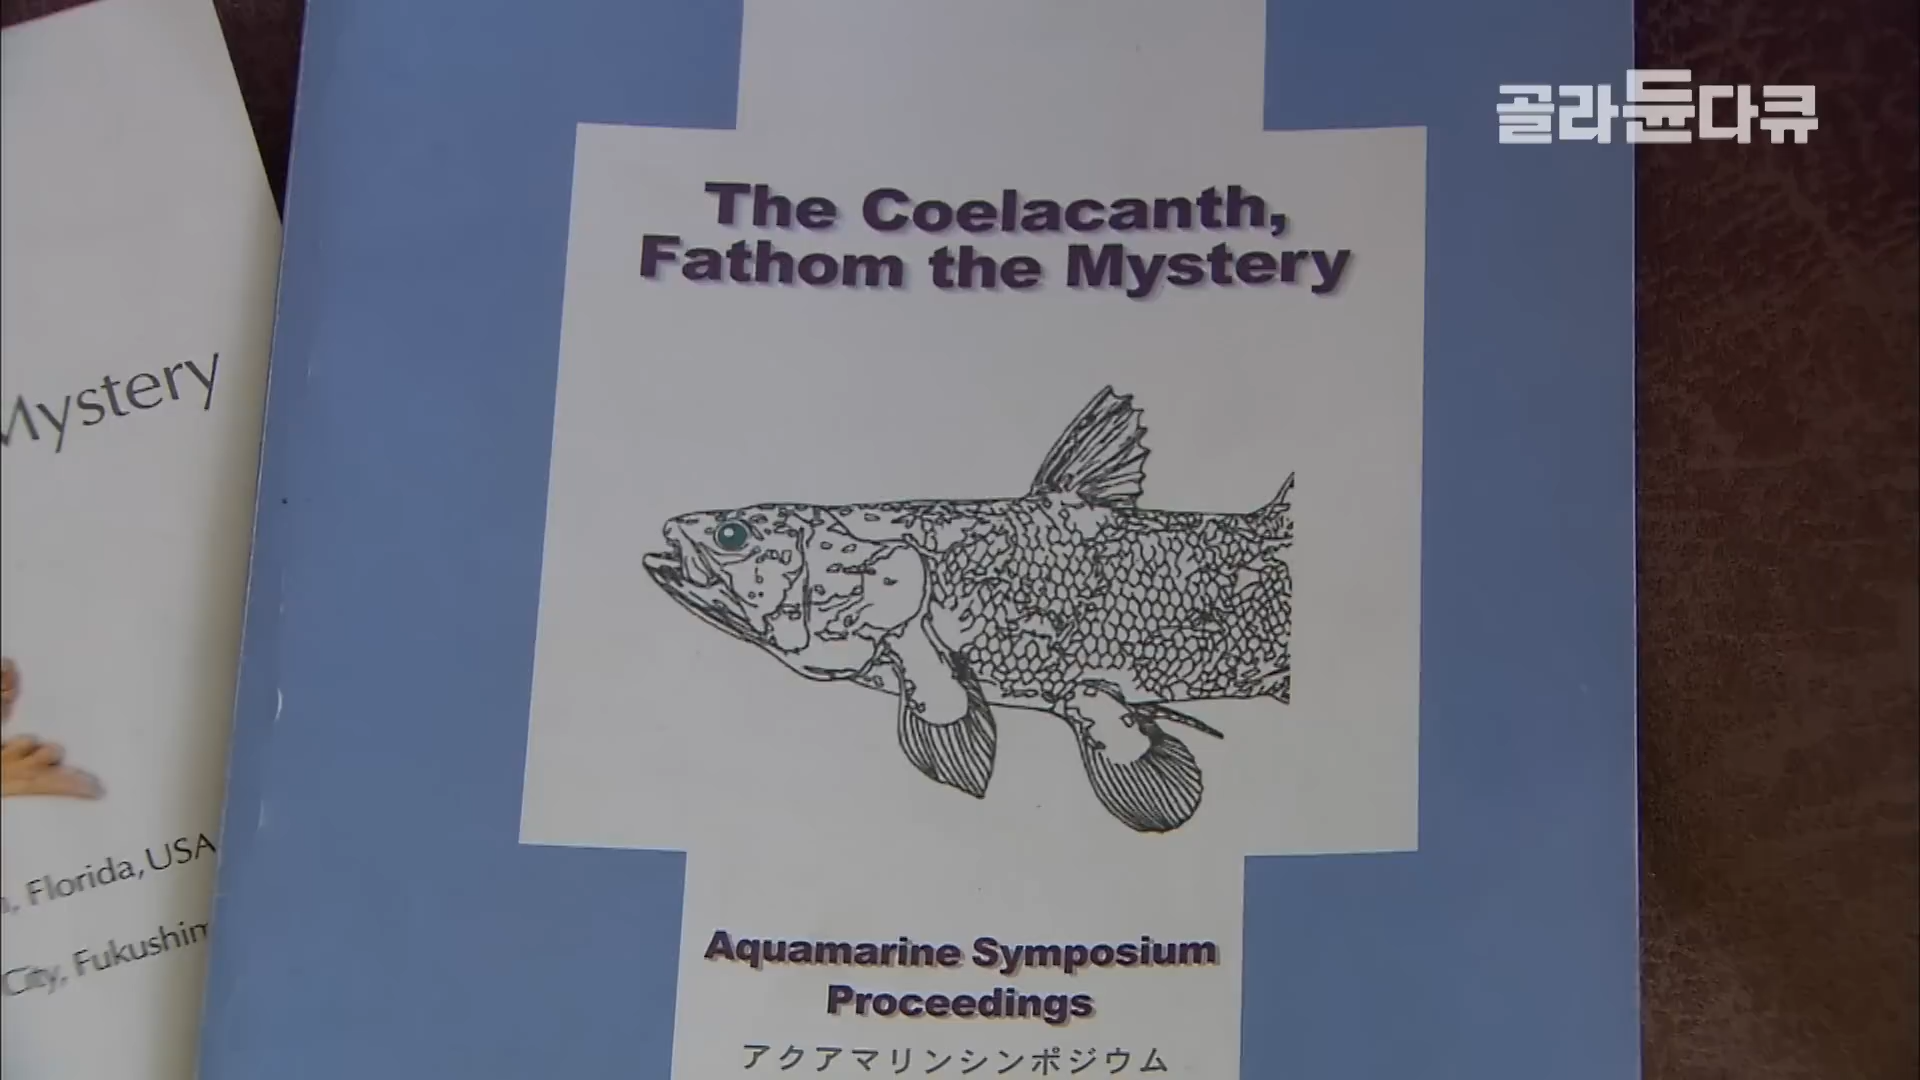 골라듄다큐
The Coelacanth,
Fathom the Mystery
Mystery
Florida, USA
City, Fukushim
Aquamarine Symposium
Proceedings
アクアマリンシンポジウム